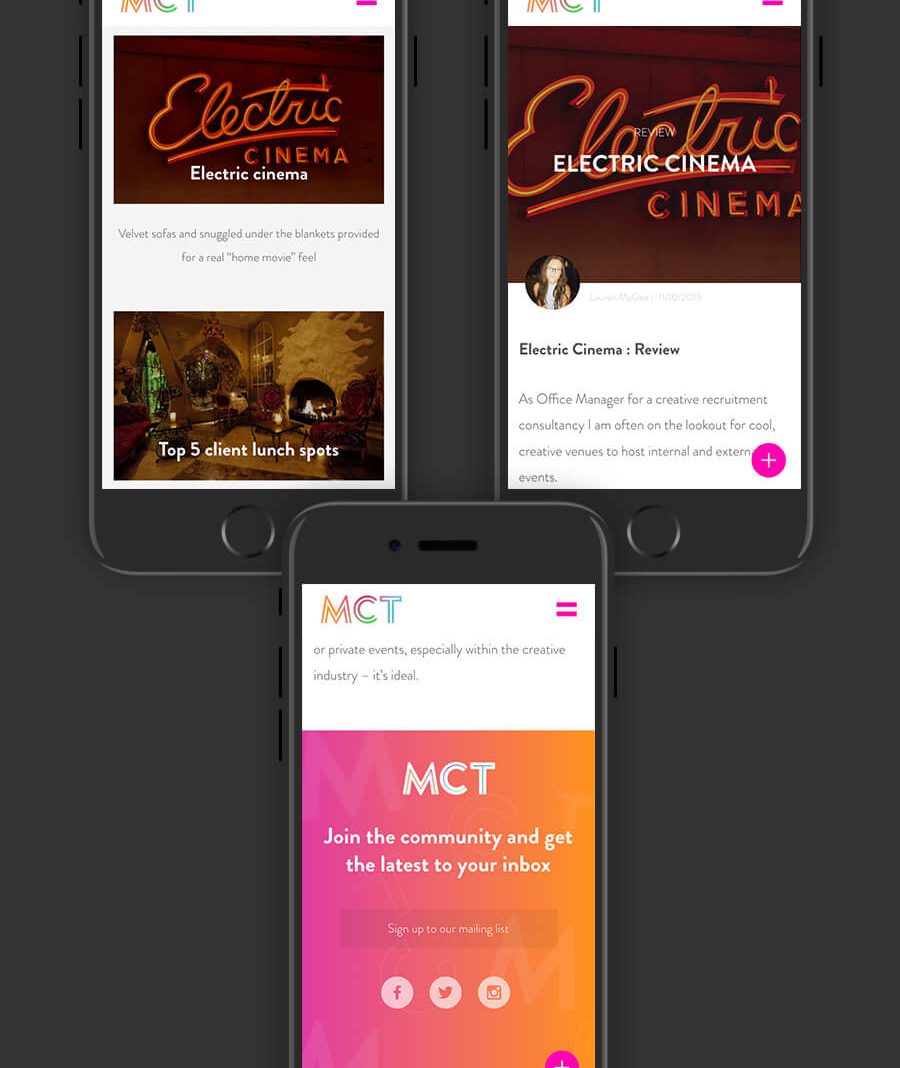 MCT
Electric
CINEMA
Electric cinema
Velvet sofas and snuggled under the blankets provided
for a real “home movie” feel
Top 5 client lunch spots
MCT
Electric
CINEMA
REVIEW
ELECTRIC CINEMA
Lauren McGee / 11/10/2015
Electric Cinema : Review
As Office Manager for a creative recruitment
consultancy I am often on the lookout for cool,
creative venues to host internal and external
events.
MCT
or private events, especially within the creative
industry – it’s ideal.
MCT
Join the community and get
the latest to your inbox
Sign up to our mailing list